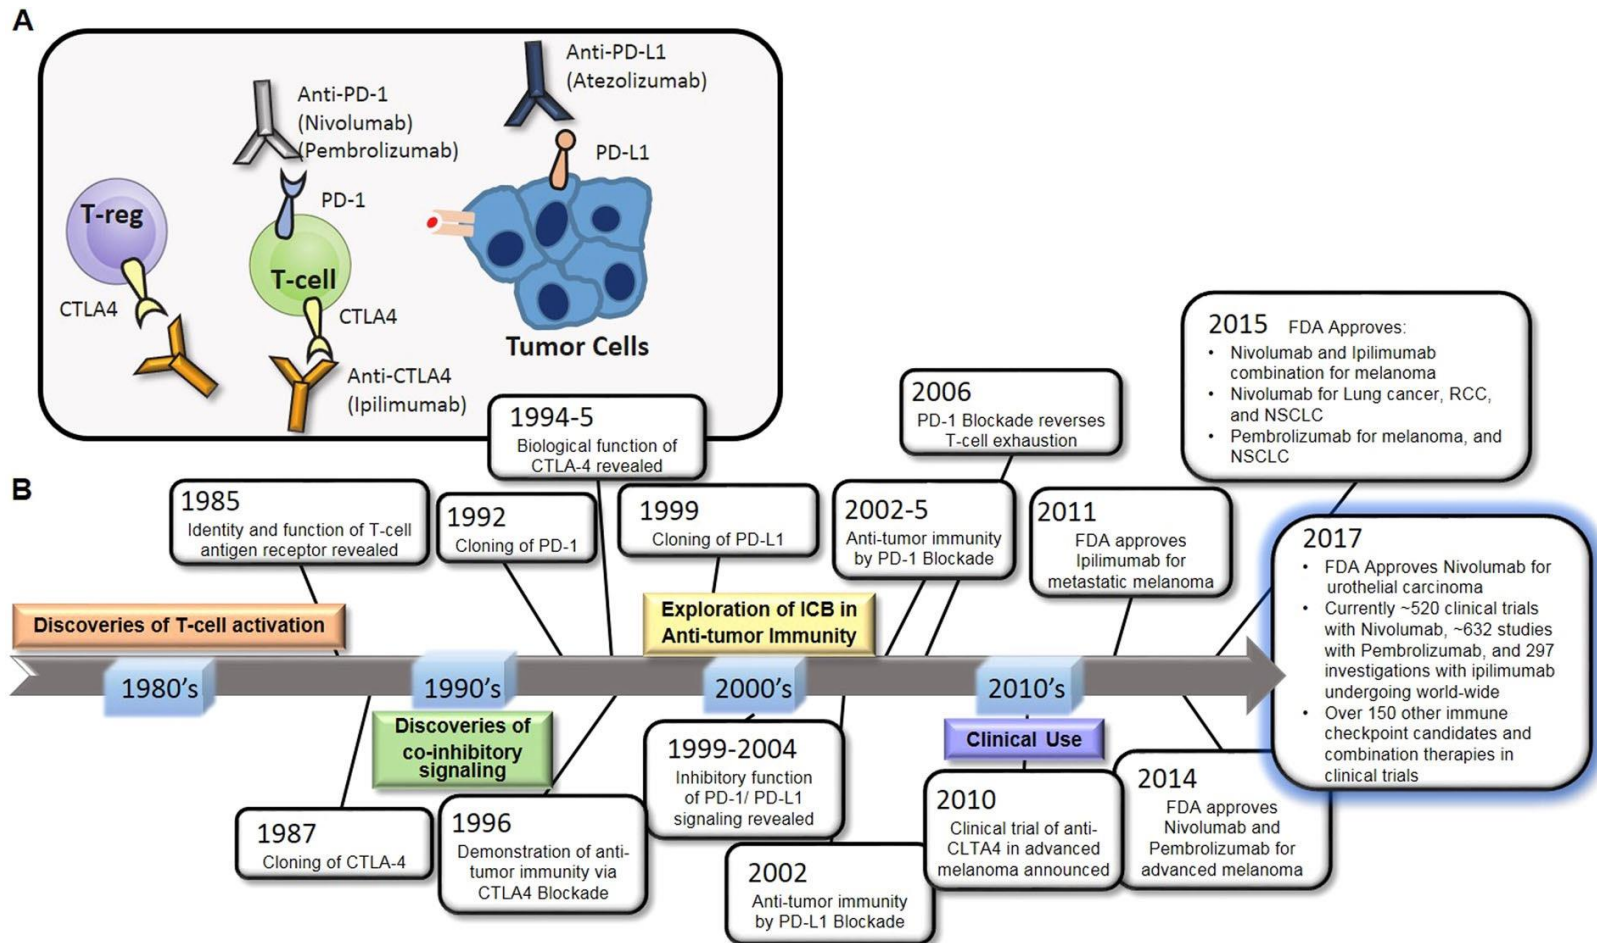 A
Anti-PD-L1
(Atezolizumab)
Anti-PD-1
(Nivolumab)
(Pembrolizumab)
PD-L1
T-reg
PD-1
T-cell
CTLA4
CTLA4
Tumor Cells
Anti-CTLA4
(Ipilimumab)
B
1985
Identity and function of T-cell
antigen receptor revealed
1992
Cloning of PD-1
1994-5
Biological function of
CTLA-4 revealed
1999
Cloning of PD-L1
2002-5
Anti-tumor immunity
by PD-1 Blockade
2006
PD-1 Blockade reverses
T-cell exhaustion
2011
FDA approves
Ipilimumab for
metastatic melanoma
2015 FDA Approves:
• Nivolumab and Ipilimumab
combination for melanoma
• Nivolumab for Lung cancer, RCC,
and NSCLC
• Pembrolizumab for melanoma, and
NSCLC
2017
• FDA Approves Nivolumab for
urothelial carcinoma
• Currently ~520 clinical trials
with Nivolumab, ~632 studies
with Pembrolizumab, and 297
investigations with ipilimumab
undergoing world-wide
• Over 150 other immune
checkpoint candidates and
combination therapies in
clinical trials
Discoveries of T-cell activation
Exploration of ICB in
Anti-tumor Immunity
1980's
1990's
2000's
2010's
Discoveries of
co-inhibitory
signaling
Clinical Use
1987
Cloning of CTLA-4
1996
Demonstration of anti-
tumor immunity via
CTLA4 Blockade
1999-2004
Inhibitory function
of PD-1/ PD-L1
signaling revealed
2002
Anti-tumor immunity
by PD-L1 Blockade
2010
Clinical trial of anti-
CLTA4 in advanced
melanoma announced
2014
FDA approves
Nivolumab and
Pembrolizumab for
advanced melanoma